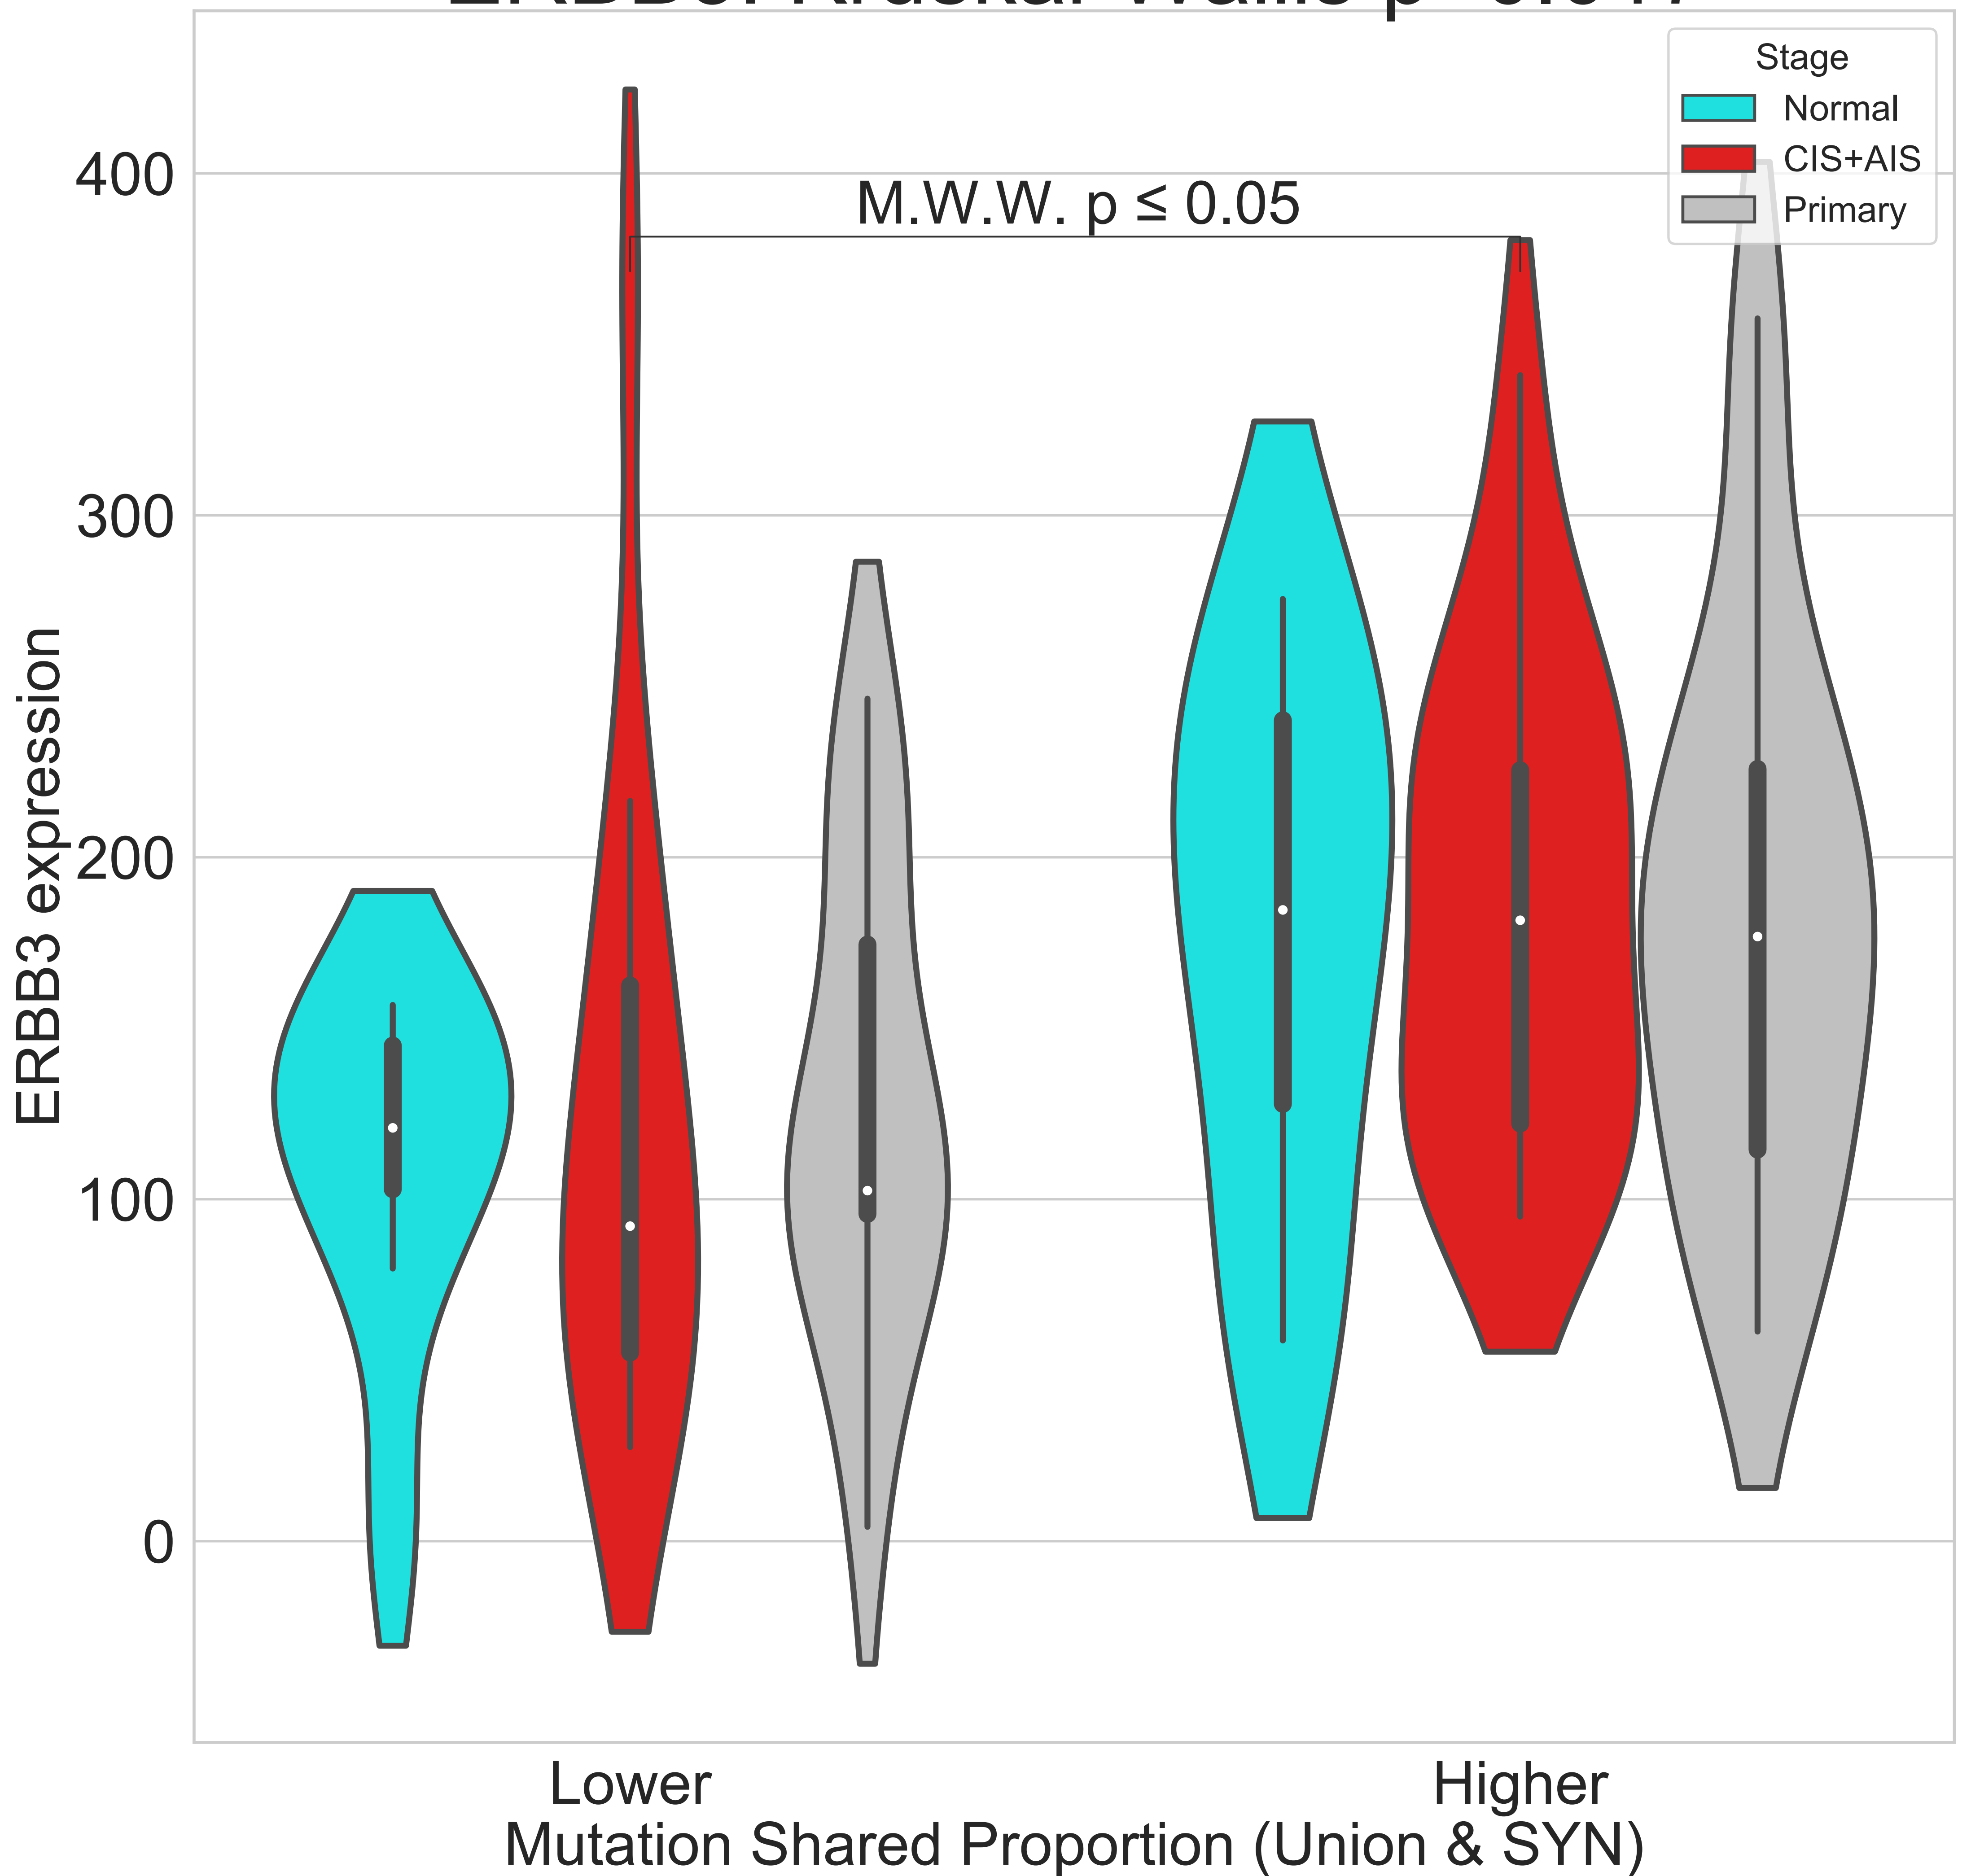 Stage
Normal
CIS+AIS
Primary
M.W.W. p ≤ 0.05
400
300
200
100
0
ERBB3 expression
Lower
Higher
Mutation Shared Proportion (Union & SYN)